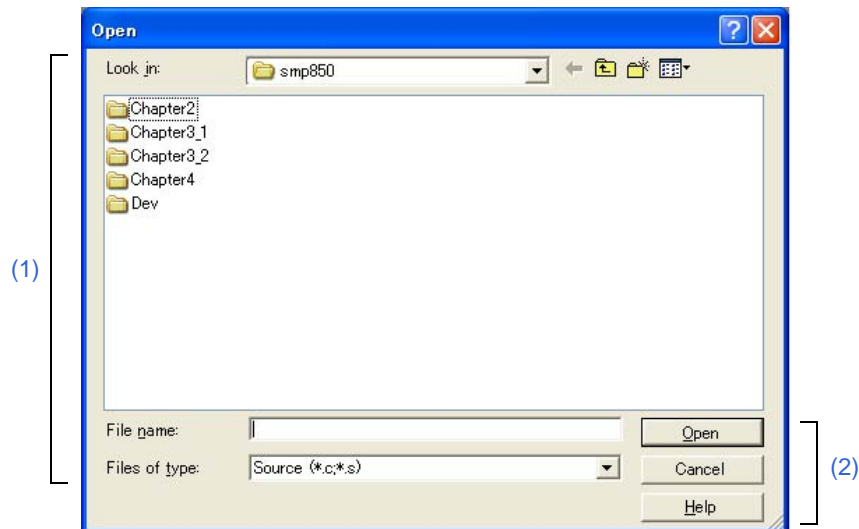 Open
Look in: smp850
Chapter2
Chapter3_1
Chapter3_2
Chapter4
Dev
(1)
File name: Open
Files of type: Source (*.c;*.s) Cancel
(2)
Help